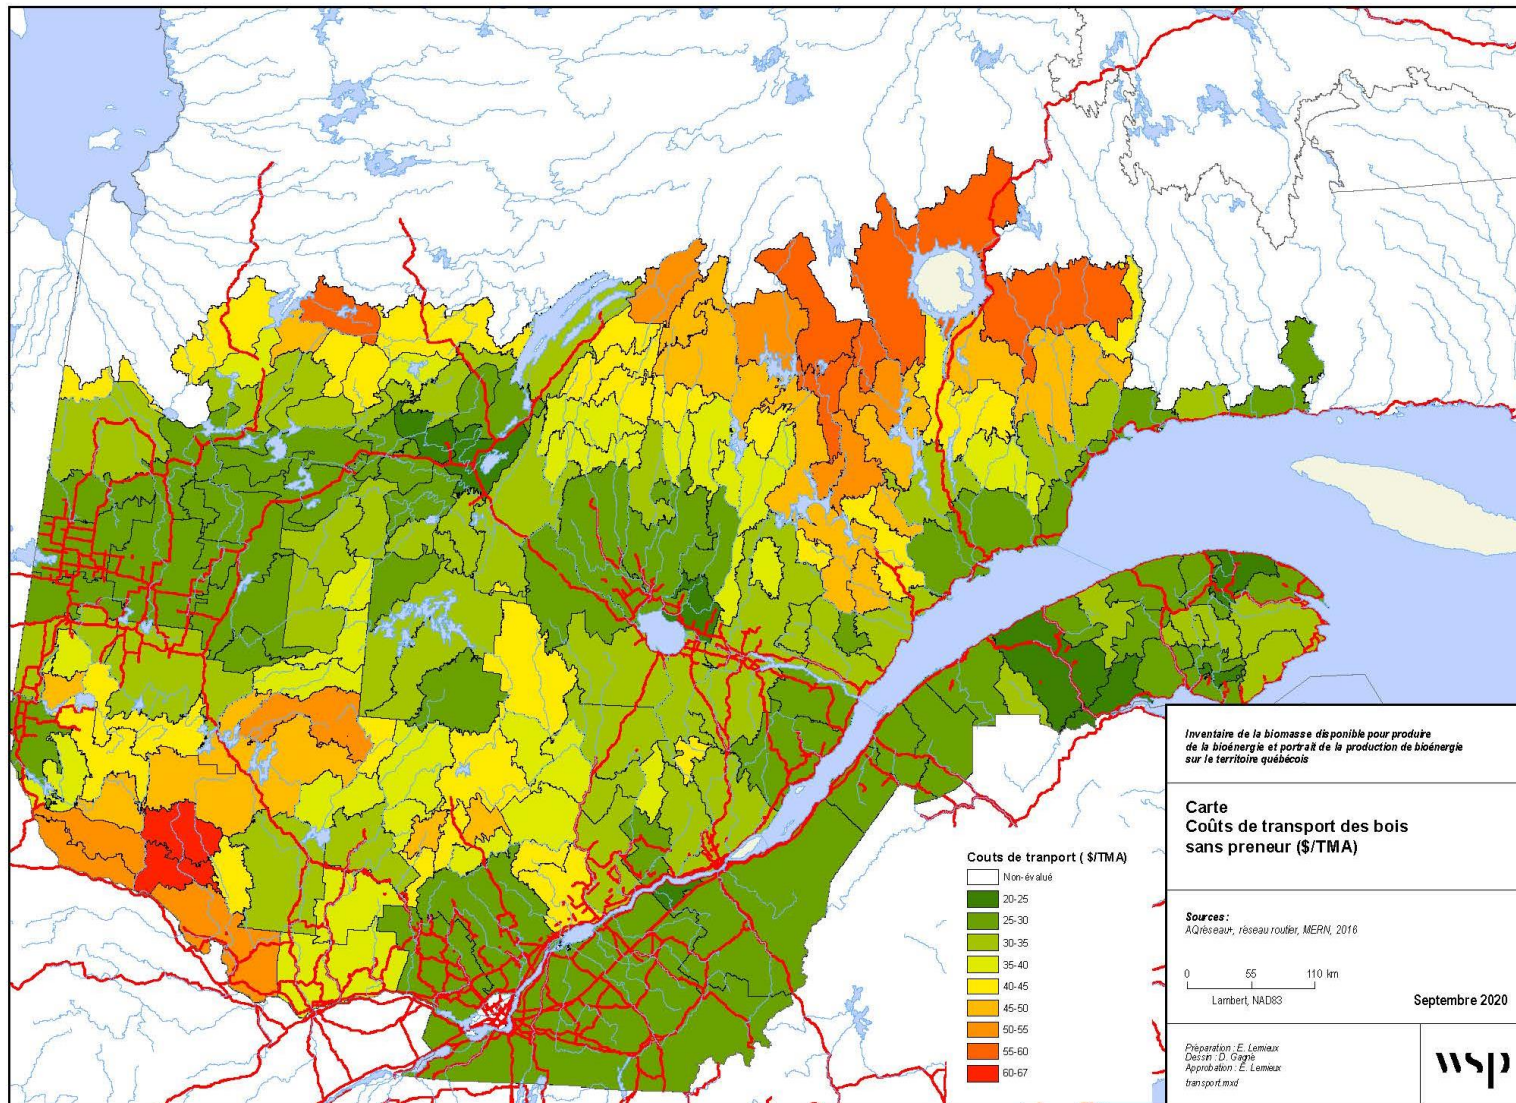 Inventaire de la biomasse disponible pour produire
de la bioénergie et portrait de la production de bioénergie
sur le territoire québécois
Carte
Coûts de transport des bois
sans preneur ($/TMA)
Couts de tranport ( $/TMA)
Non-évalué
20-25
25-30
30-35
35-40
40-45
45-50
50-55
55-60
60-67
Sources :
AQréseau+, réseau routier, MERN, 2016
0 55 110 km
Lambert, NAD83
Septembre 2020
Préparation : E. Lemieux
Dessin : D. Gagné
Approbation : E. Lemieux
transport.mxd
wsp